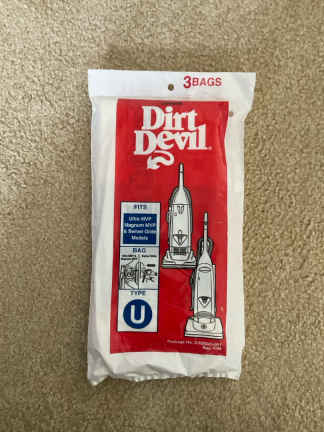 3 BAGS
Dirt
Devil
FITS
Ultra MVP
Magnum MVP
& Swivel Glide
Models
BAG
TYPE
U